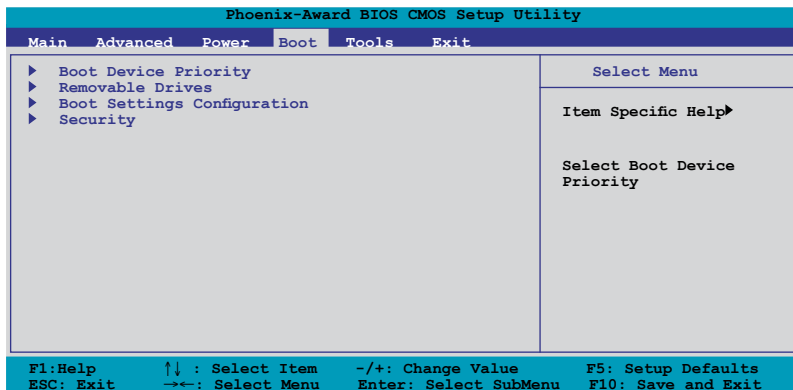 Phoenix-Award BIOS CMOS Setup Utility
Main Advanced Power Boot Tools Exit
Boot Device Priority
Removable Drives
Boot Settings Configuration
Security
Select Menu
Item Specific Help
Select Boot Device
Priority
F1:Help ↑↓ : Select Item -/+: Change Value F5: Setup Defaults
ESC: Exit →←: Select Menu Enter: Select SubMenu F10: Save and Exit